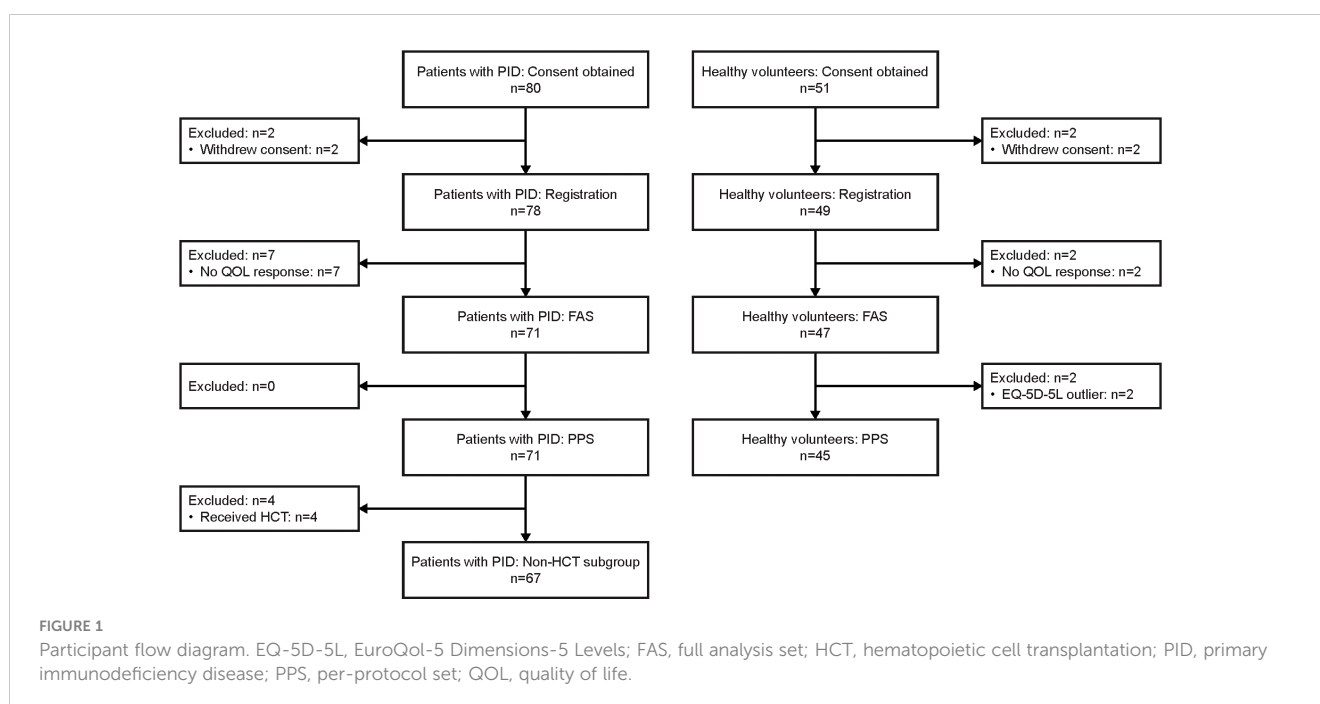 Patients with PID: Consent obtained
n=80
Healthy volunteers: Consent obtained
n=51
Excluded: n=2
• Withdrew consent: n=2
Excluded: n=2
• Withdrew consent: n=2
Patients with PID: Registration
n=78
Healthy volunteers: Registration
n=49
Excluded: n=7
• No QOL response: n=7
Excluded: n=2
• No QOL response: n=2
Patients with PID: FAS
n=71
Healthy volunteers: FAS
n=47
Excluded: n=0
Excluded: n=2
• EQ-5D-5L outlier: n=2
Patients with PID: PPS
n=71
Healthy volunteers: PPS
n=45
Excluded: n=4
• Received HCT: n=4
Patients with PID: Non-HCT subgroup
n=67
FIGURE 1
Participant flow diagram. EQ-5D-5L, EuroQol-5 Dimensions-5 Levels; FAS, full analysis set; HCT, hematopoietic cell transplantation; PID, primary
immunodeficiency disease; PPS, per-protocol set; QOL, quality of life.